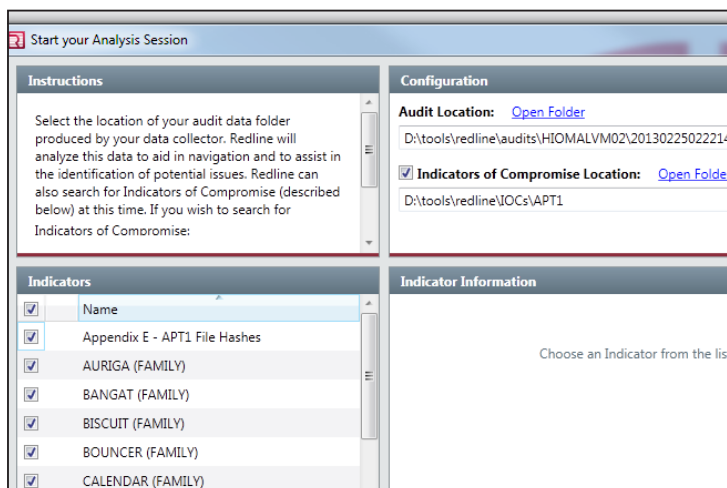 Start your Analysis Session
Instructions
Select the location of your audit data folder
produced by your data collector. Redline will
analyze this data to aid in navigation and to assist in
the identification of potential issues. Redline can
also search for Indicators of Compromise (described
below) at this time. If you wish to search for
Indicators of Compromise:
Configuration
Audit Location: Open Folder
D:\tools\redline\audits\HIOMALVM02\20130225022214
Indicators of Compromise Location: Open Folde
D:\tools\redline\IOCs\APT1
Indicators
Name
Appendix E - APT1 File Hashes
AURIGA (FAMILY)
BANGAT (FAMILY)
BISCUIT (FAMILY)
BOUNCER (FAMILY)
CALENDAR (FAMILY)
Indicator Information
Choose an Indicator from the lis